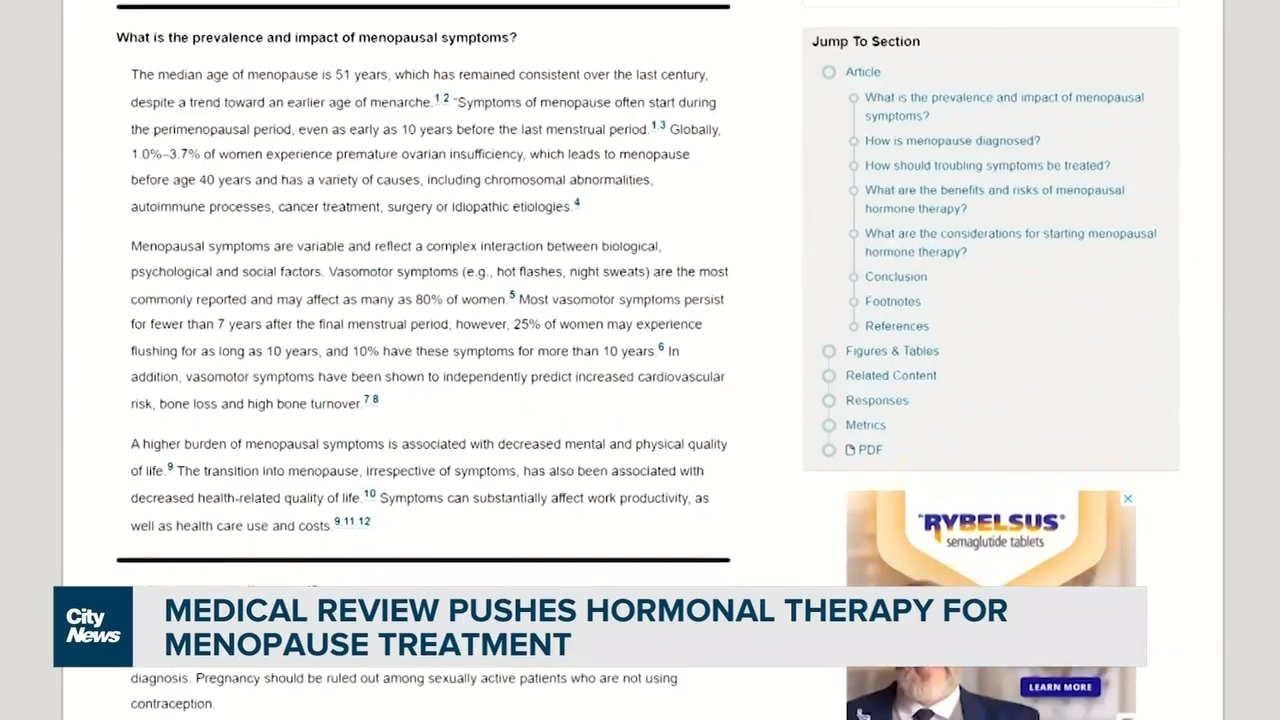 What is the prevalence and impact of menopausal symptoms?
The median age of menopause is 51 years, which has remained consistent over the last century,
despite a trend toward an earlier age of menarche.1,2 "Symptoms of menopause often start during
the perimenopausal period, even as early as 10 years before the last menstrual period.1,3 Globally,
1.0%–3.7% of women experience premature ovarian insufficiency, which leads to menopause
before age 40 years and has a variety of causes, including chromosomal abnormalities,
autoimmune processes, cancer treatment, surgery or idiopathic etiologies.4
Menopausal symptoms are variable and reflect a complex interaction between biological,
psychological and social factors. Vasomotor symptoms (e.g., hot flashes, night sweats) are the most
commonly reported and may affect as many as 80% of women.5 Most vasomotor symptoms persist
for fewer than 7 years after the final menstrual period; however, 25% of women may experience
flushing for as long as 10 years, and 10% have these symptoms for more than 10 years.6 In
addition, vasomotor symptoms have been shown to independently predict increased cardiovascular
risk, bone loss and high bone turnover.7,8
A higher burden of menopausal symptoms is associated with decreased mental and physical quality
of life.9 The transition into menopause, irrespective of symptoms, has also been associated with
decreased health-related quality of life.10 Symptoms can substantially affect work productivity, as
well as health care use and costs.9,11,12
diagnosis. Pregnancy should be ruled out among sexually active patients who are not using
contraception.
Jump To Section
Article
What is the prevalence and impact of menopausal
symptoms?
How is menopause diagnosed?
How should troubling symptoms be treated?
What are the benefits and risks of menopausal
hormone therapy?
What are the considerations for starting menopausal
hormone therapy?
Conclusion
Footnotes
References
Figures & Tables
Related Content
Responses
Metrics
PDF
RYBELSUS
semaglutide tablets
LEARN MORE
City
News
MEDICAL REVIEW PUSHES HORMONAL THERAPY FOR
MENOPAUSE TREATMENT